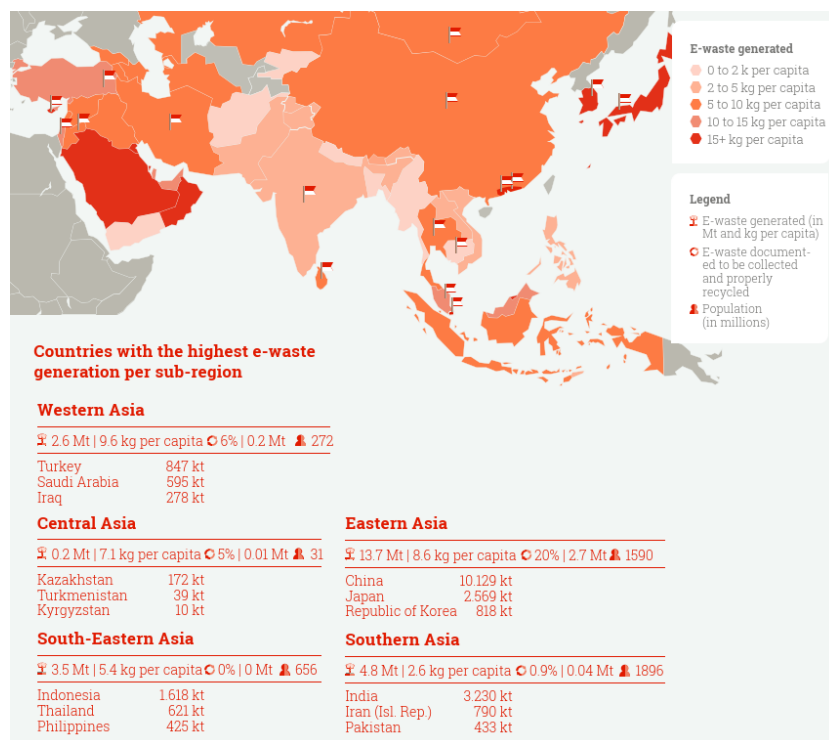 E-waste generated
0 to 2 k per capita
2 to 5 kg per capita
5 to 10 kg per capita
10 to 15 kg per capita
15+ kg per capita
Legend
E-waste generated (in
Mt and kg per capita)
E-waste document-
ed to be collected
and properly
recycled
Population
(in millions)
Countries with the highest e-waste
generation per sub-region
Western Asia
2.6 Mt | 9.6 kg per capita 6% | 0.2 Mt 272
Turkey 847 kt
Saudi Arabia 595 kt
Iraq 278 kt
Central Asia
0.2 Mt | 7.1 kg per capita 5% | 0.01 Mt 31
Kazakhstan 172 kt
Turkmenistan 39 kt
Kyrgyzstan 10 kt
Eastern Asia
13.7 Mt | 8.6 kg per capita 20% | 2.7 Mt 1590
China 10.129 kt
Japan 2.569 kt
Republic of Korea 818 kt
South-Eastern Asia
3.5 Mt | 5.4 kg per capita 0% | 0 Mt 656
Indonesia 1.618 kt
Thailand 621 kt
Philippines 425 kt
Southern Asia
4.8 Mt | 2.6 kg per capita 0.9% | 0.04 Mt 1896
India 3.230 kt
Iran (Isl. Rep.) 790 kt
Pakistan 433 kt